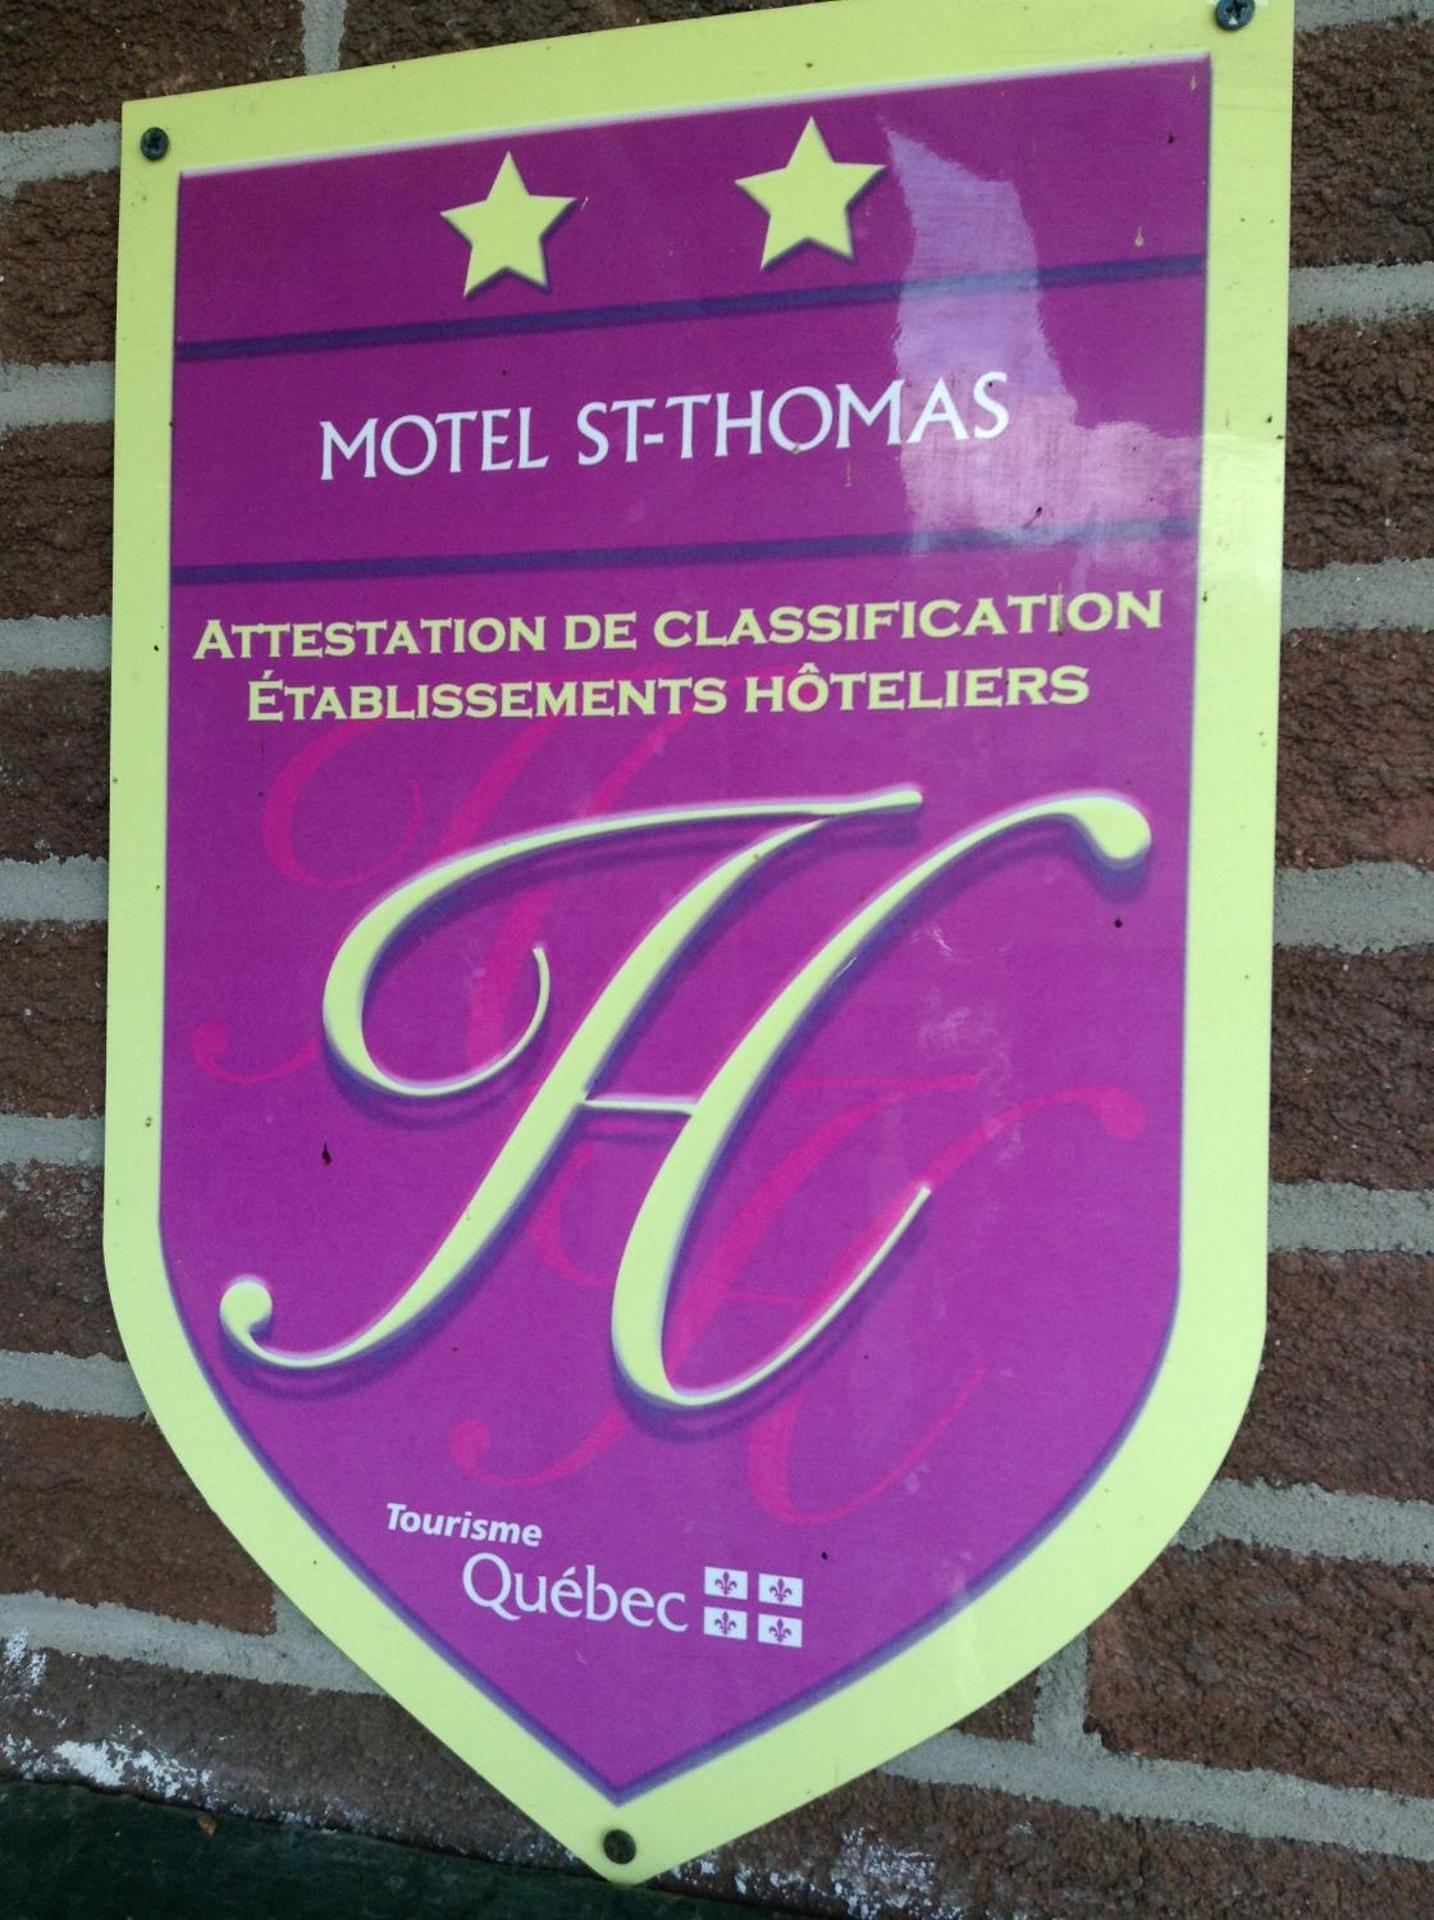 MOTEL ST-THOMAS
ATTESTATION DE CLASSIFICATION
ÉTABLISSEMENTS HÔTELIERS
H
Tourisme
Québec